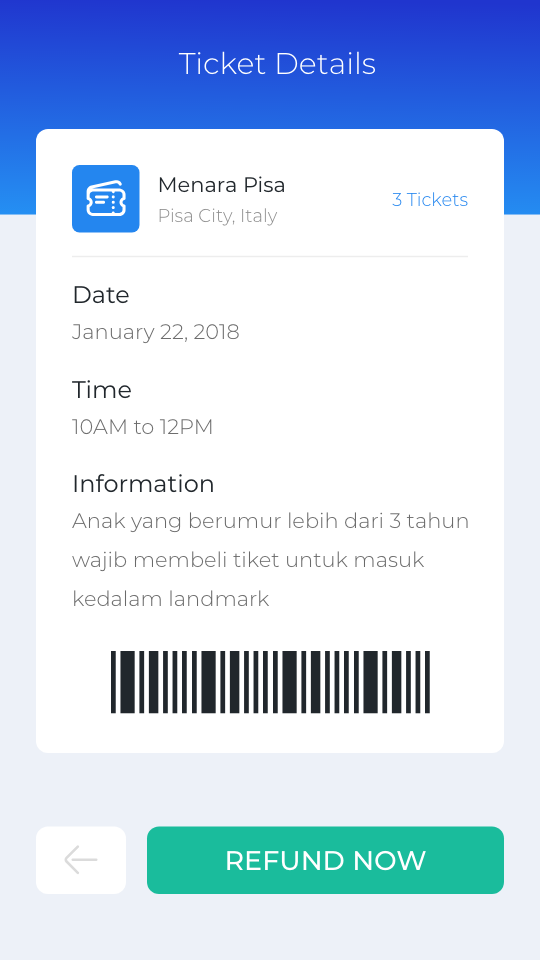 Ticket Details
Menara Pisa
Pisa City, Italy
3 Tickets
Date
January 22, 2018
Time
10AM to 12PM
Information
Anak yang berumur lebih dari 3 tahun
wajib membeli tiket untuk masuk
kedalam landmark
REFUND NOW